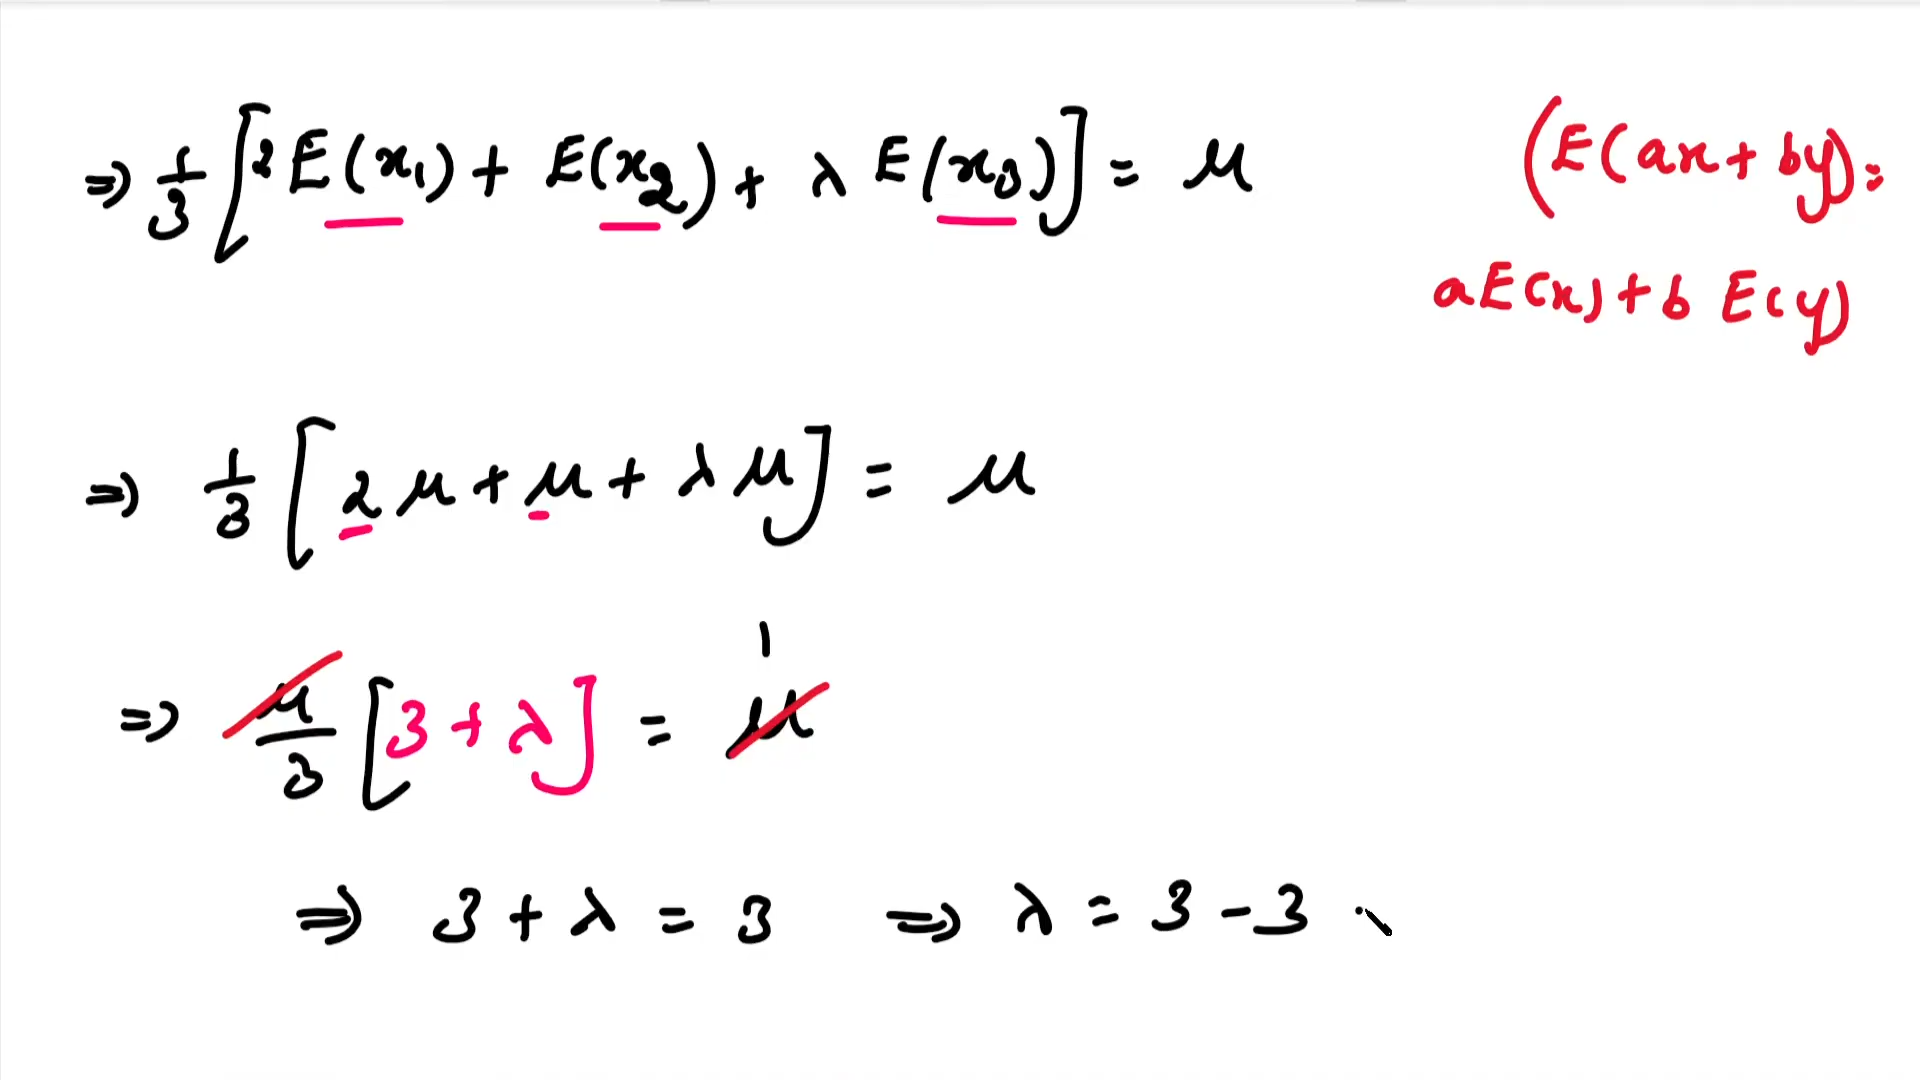 ⇒ 1/3 [2E(x₁) + E(x₂) + λ E(x₃)] = μ
(E(ax + by) =
aE(x) + b E(y)
⇒ 1/3 [2μ + μ + λμ] = μ
1
⇒ μ/3 [3 + λ] = μ
⇒ 3 + λ = 3 ⇒ λ = 3 - 3